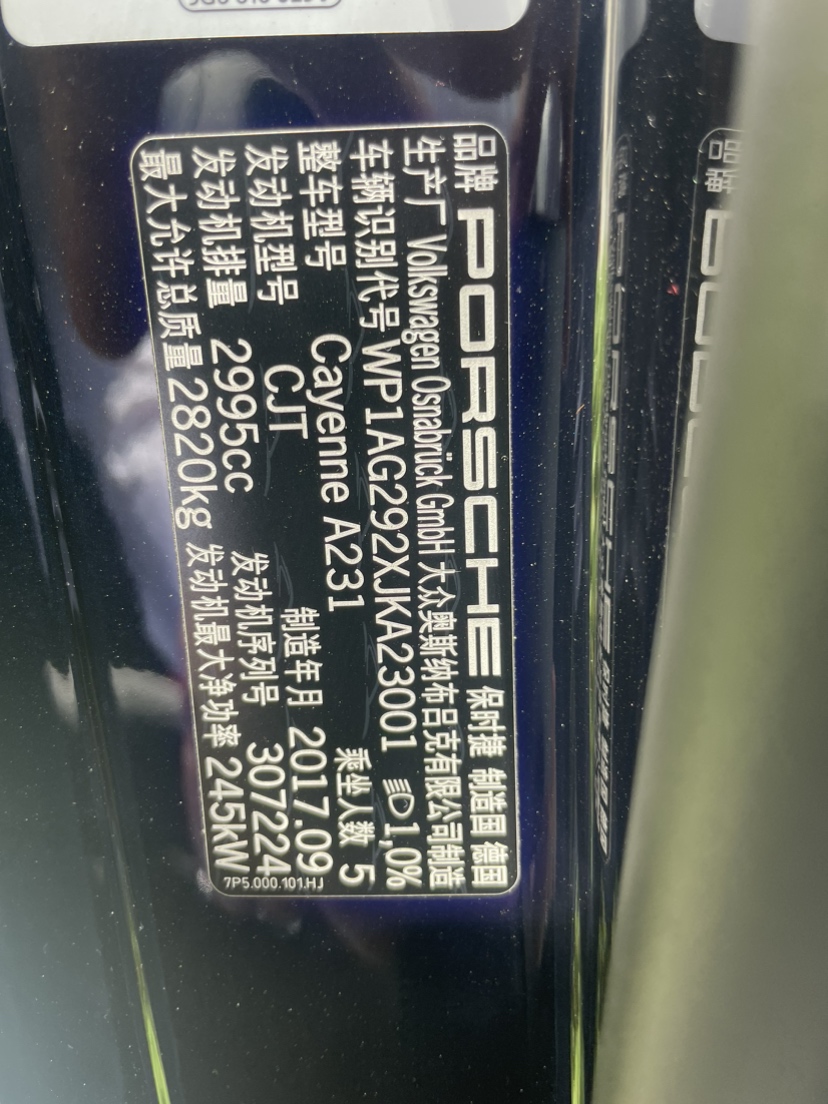 品牌 PORSCHE 保时捷 制造国 德国
生产厂 Volkswagen Osnabrück GmbH 大众奥斯纳布吕克有限公司制造
车辆识别代号 WP1AG292XJKA23001 1,0%
整车型号 Cayenne A231 乘坐人数 5
发动机型号 CJT 制造年月 2017.09
发动机排量 2995cc 发动机序列号 307224
最大允许总质量 2820kg 发动机最大净功率 245kW
7P5.000.101.HJ